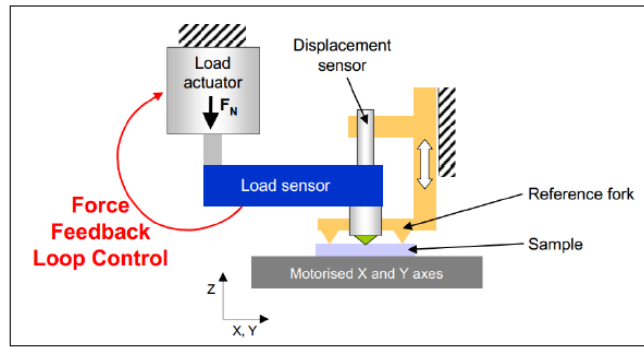 Load
actuator
F_N
Displacement
sensor
Load sensor
Force
Feedback
Loop Control
Reference fork
Sample
Motorised X and Y axes
Z
X, Y